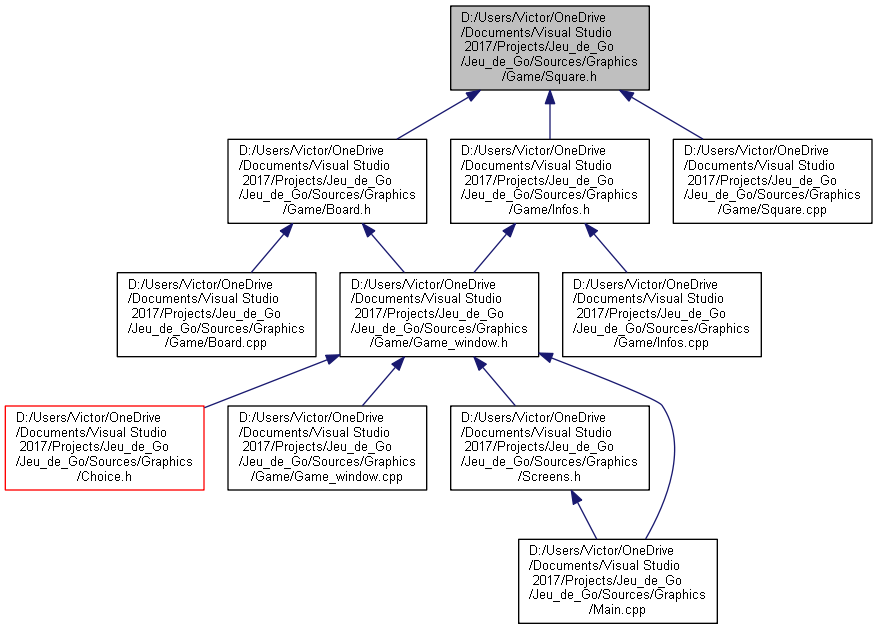 D:/Users/Victor/OneDrive
/Documents/Visual Studio
2017/Projects/Jeu_de_Go
/Jeu_de_Go/Sources/Graphics
/Game/Square.h
D:/Users/Victor/OneDrive
/Documents/Visual Studio
2017/Projects/Jeu_de_Go
/Jeu_de_Go/Sources/Graphics
/Game/Board.h
D:/Users/Victor/OneDrive
/Documents/Visual Studio
2017/Projects/Jeu_de_Go
/Jeu_de_Go/Sources/Graphics
/Game/Infos.h
D:/Users/Victor/OneDrive
/Documents/Visual Studio
2017/Projects/Jeu_de_Go
/Jeu_de_Go/Sources/Graphics
/Game/Square.cpp
D:/Users/Victor/OneDrive
/Documents/Visual Studio
2017/Projects/Jeu_de_Go
/Jeu_de_Go/Sources/Graphics
/Game/Board.cpp
D:/Users/Victor/OneDrive
/Documents/Visual Studio
2017/Projects/Jeu_de_Go
/Jeu_de_Go/Sources/Graphics
/Game/Game_window.h
D:/Users/Victor/OneDrive
/Documents/Visual Studio
2017/Projects/Jeu_de_Go
/Jeu_de_Go/Sources/Graphics
/Game/Infos.cpp
D:/Users/Victor/OneDrive
/Documents/Visual Studio
2017/Projects/Jeu_de_Go
/Jeu_de_Go/Sources/Graphics
/Choice.h
D:/Users/Victor/OneDrive
/Documents/Visual Studio
2017/Projects/Jeu_de_Go
/Jeu_de_Go/Sources/Graphics
/Game/Game_window.cpp
D:/Users/Victor/OneDrive
/Documents/Visual Studio
2017/Projects/Jeu_de_Go
/Jeu_de_Go/Sources/Graphics
/Screens.h
D:/Users/Victor/OneDrive
/Documents/Visual Studio
2017/Projects/Jeu_de_Go
/Jeu_de_Go/Sources/Graphics
/Main.cpp